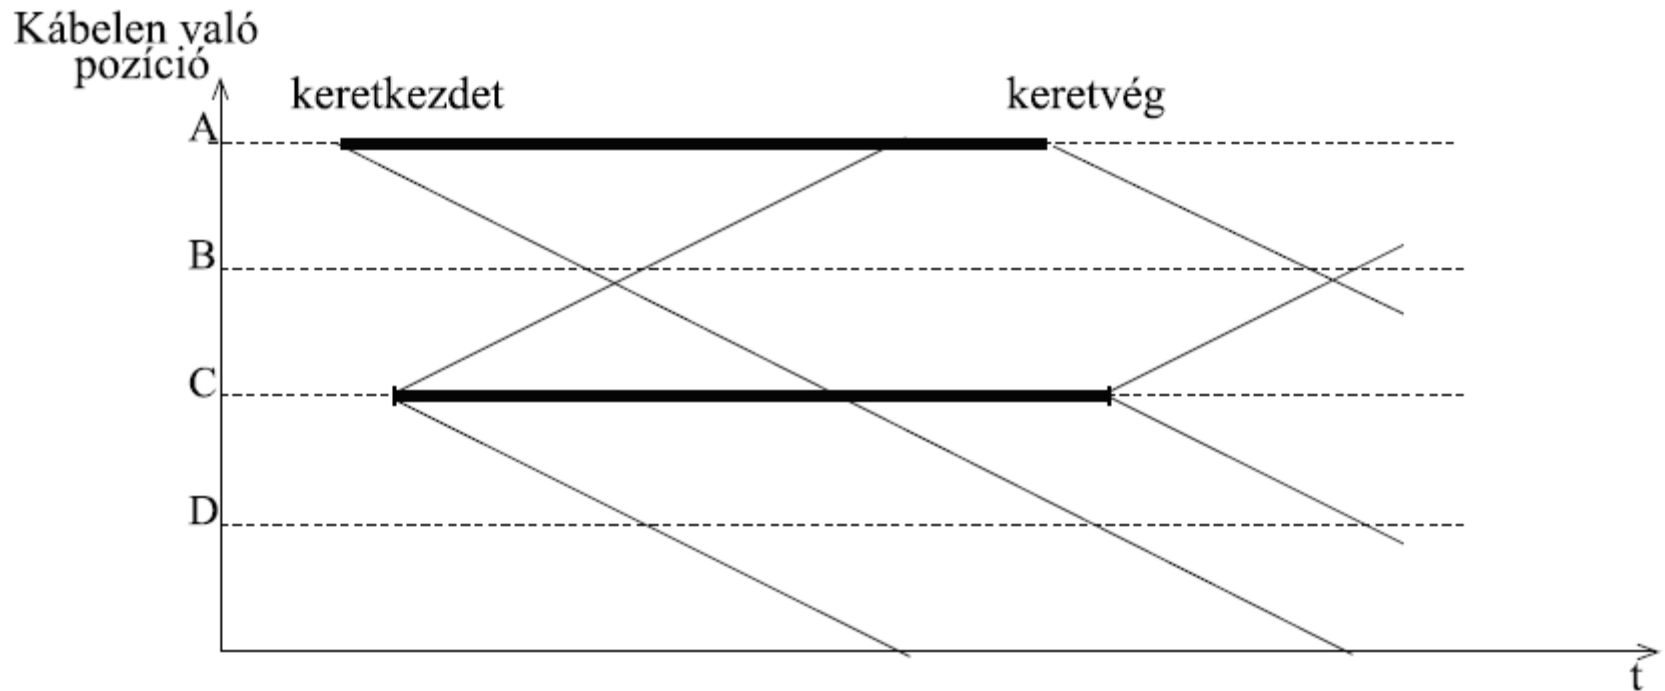 Kábelen való
pozíció
keretkezdet
keretvég
A
B
C
D
t